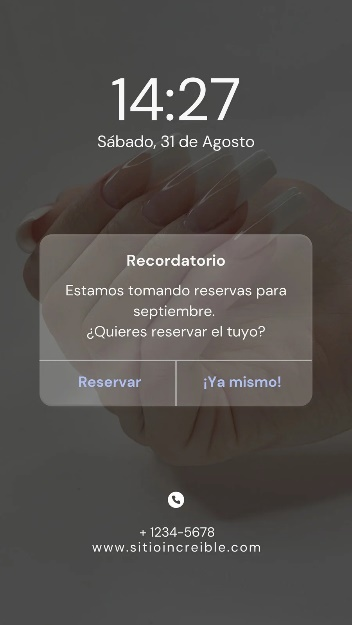 14:27
Sábado, 31 de Agosto
Recordatorio
Estamos tomando reservas para
septiembre.
¿Quieres reservar el tuyo?
Reservar
¡Ya mismo!
+ 1234-5678
www.sitioincreible.com